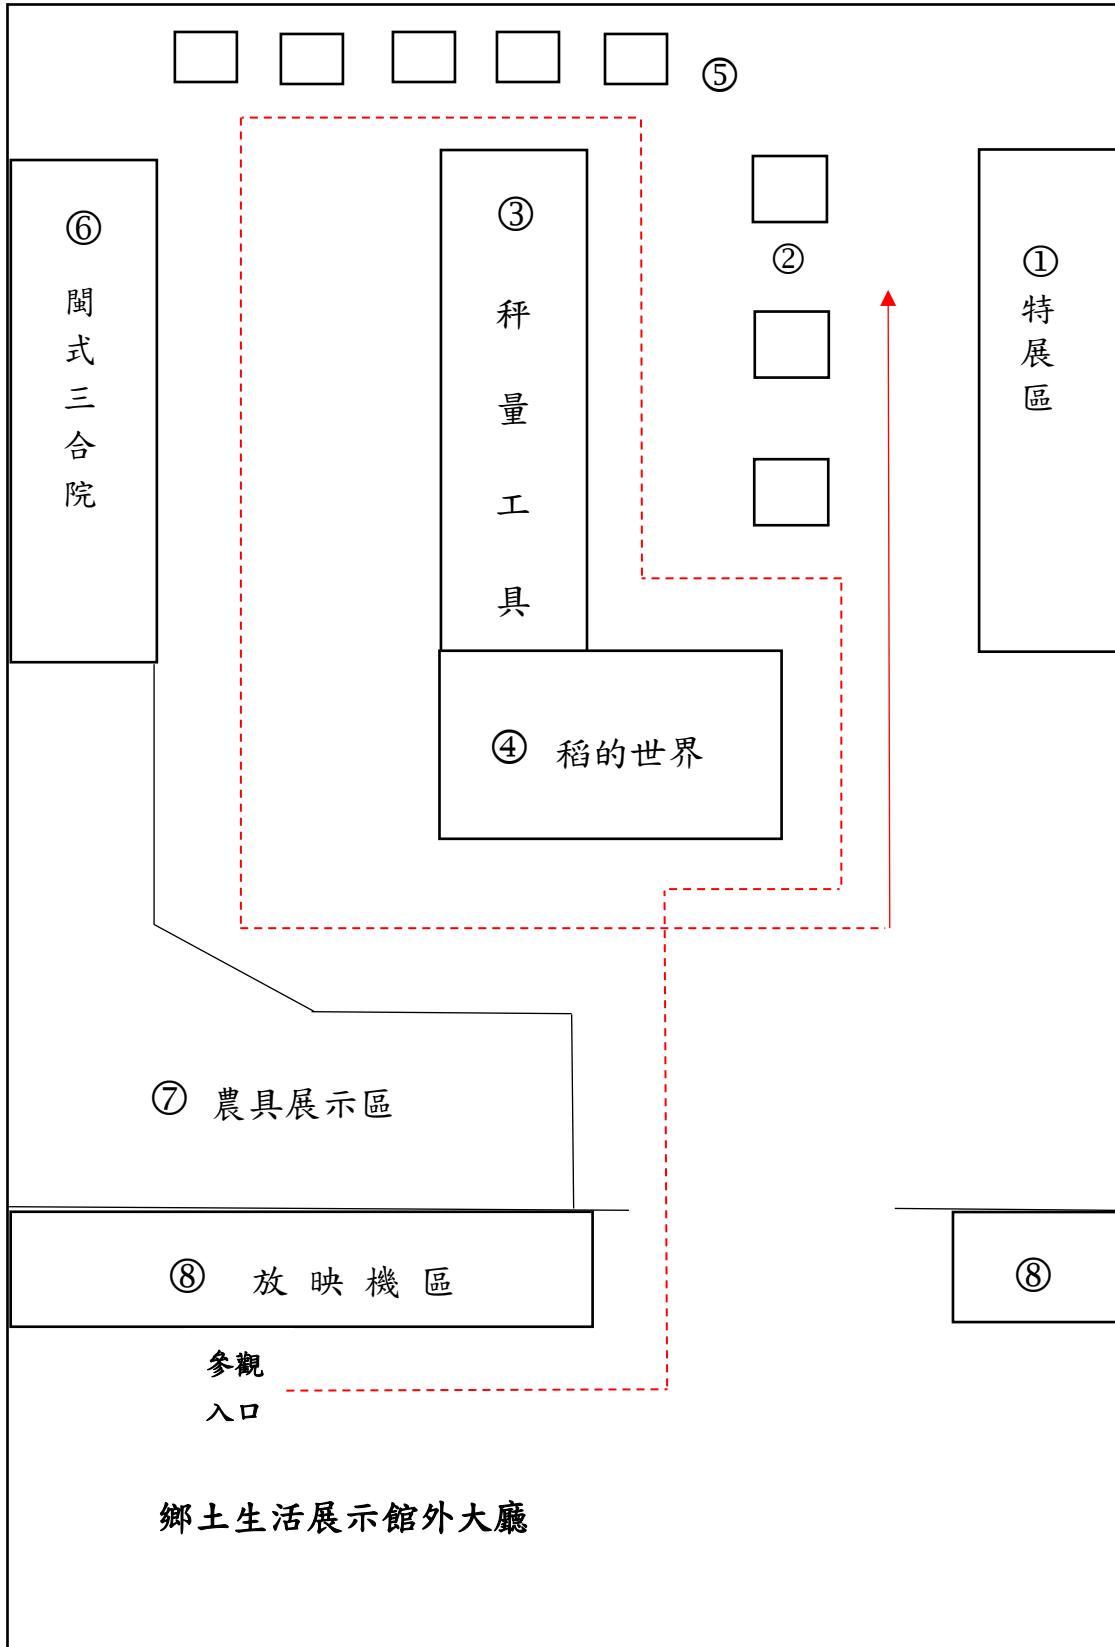 ⑤
⑥ 閩式三合院
③ 秤量工具
②
① 特展區
④ 稻的世界
⑦ 農具展示區
⑧ 放映機區
⑧
參觀
入口
鄉土生活展示館外大廳